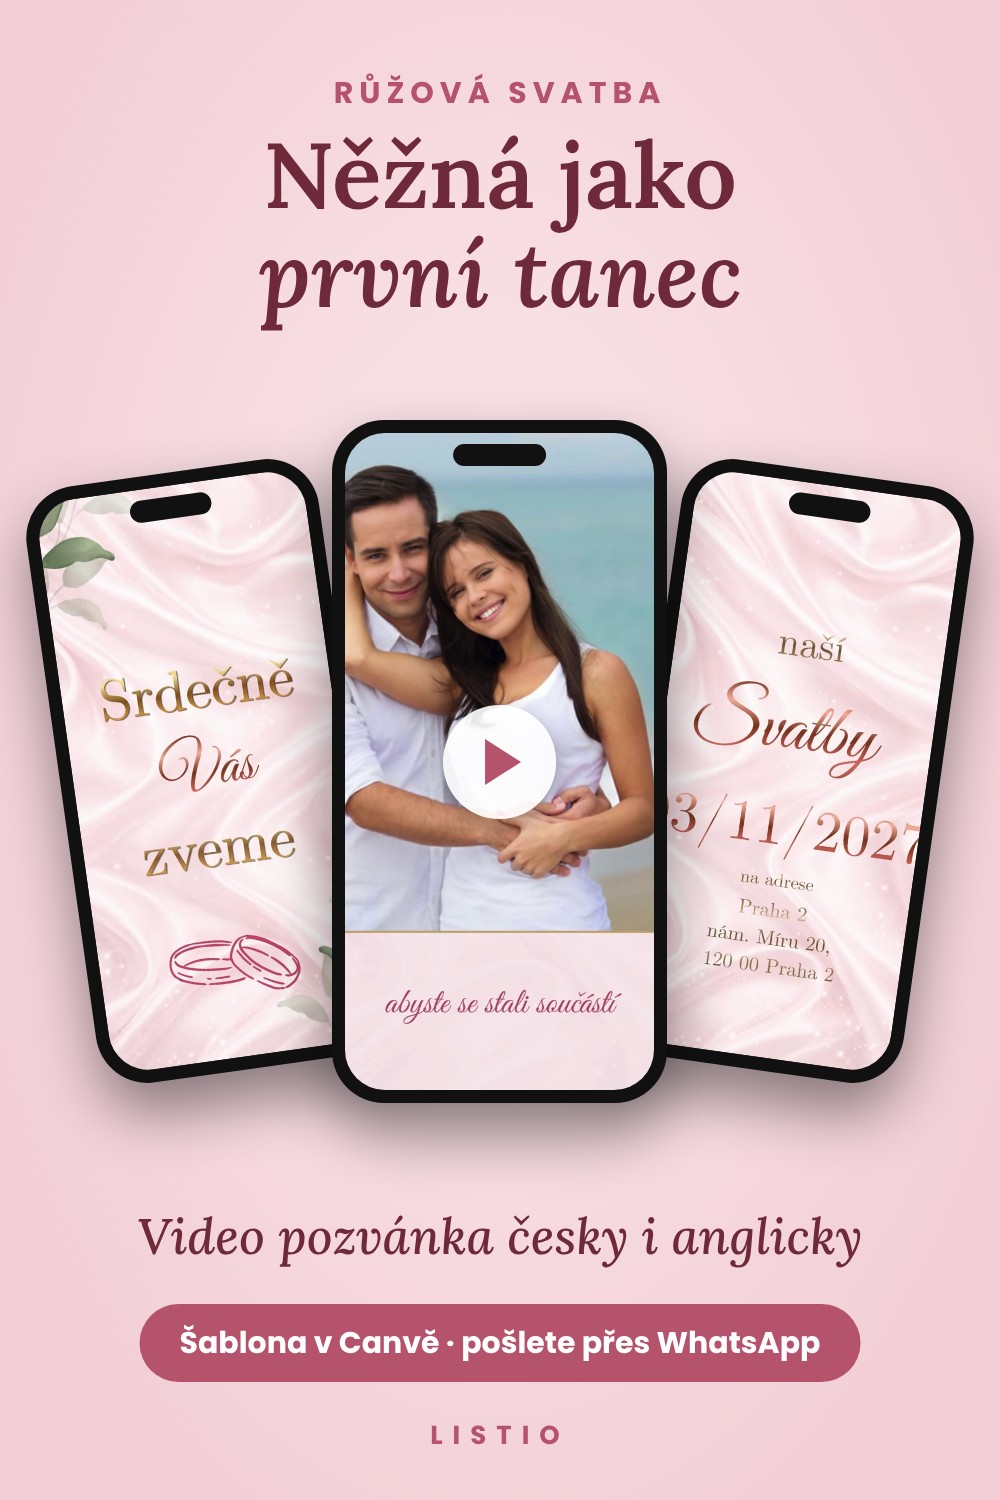 RŮŽOVÁ SVATBA
Něžná jako
první tanec
Srdečně
Vás
zveme
abyste se stali součástí
naší
Svatby
3/11/2027
na adrese
Praha 2
nám. Míru 20,
120 00 Praha 2
Video pozvánka česky i anglicky
Šablona v Canvě · pošlete přes WhatsApp
LISTIO